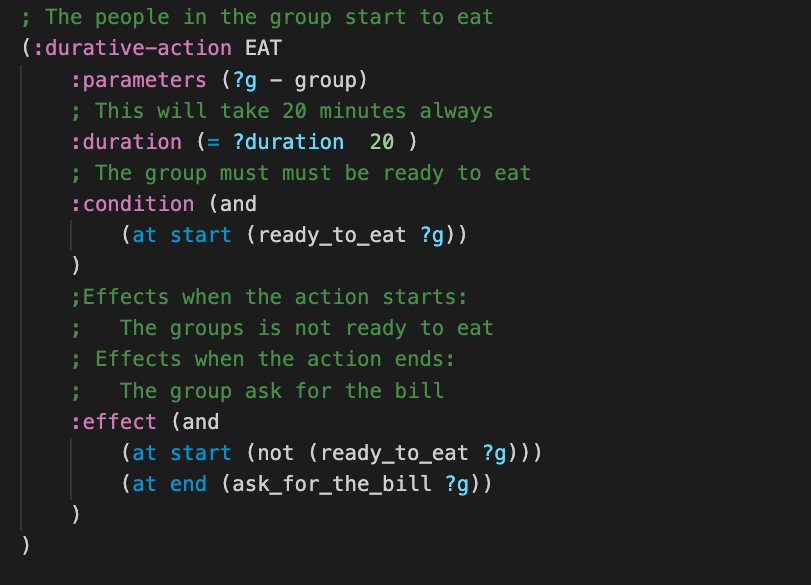 ; The people in the group start to eat
(:durative-action EAT
    :parameters (?g - group)
    ; This will take 20 minutes always
    :duration (= ?duration  20 )
    ; The group must must be ready to eat
    :condition (and
        (at start (ready_to_eat ?g))
    )
    ;Effects when the action starts:
    ;   The groups is not ready to eat
    ; Effects when the action ends:
    ;   The group ask for the bill
    :effect (and
        (at start (not (ready_to_eat ?g)))
        (at end (ask_for_the_bill ?g))
    )
)